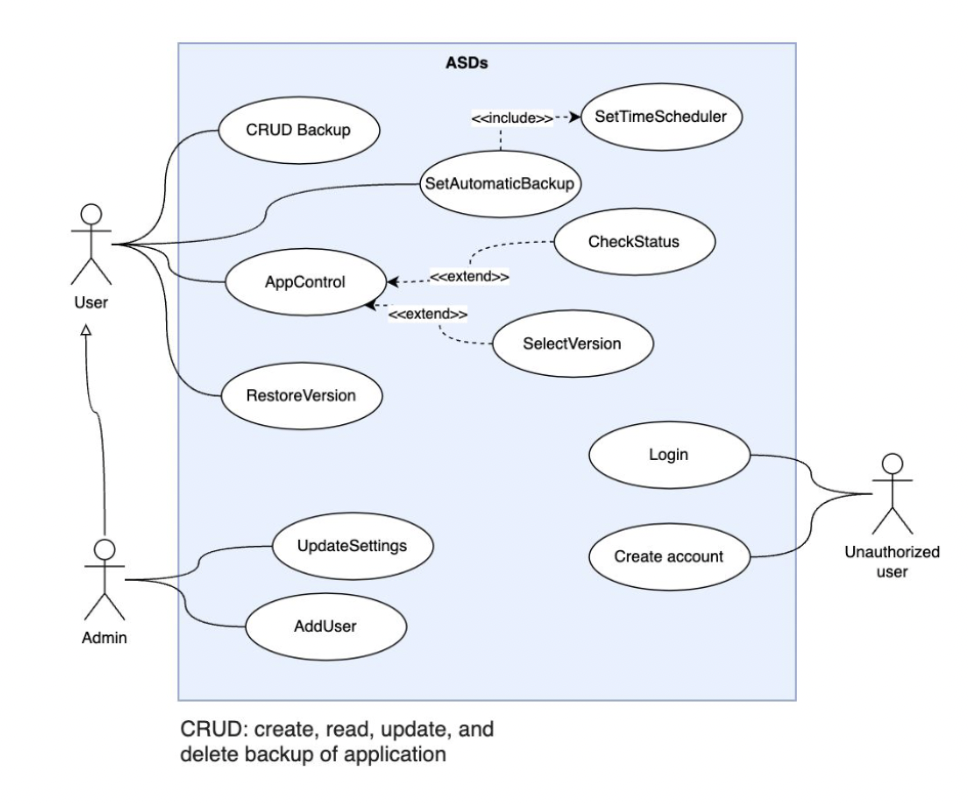 ASDs
CRUD Backup
<<include>>
SetTimeScheduler
SetAutomaticBackup
CheckStatus
AppControl
<<extend>>
<<extend>>
SelectVersion
User
RestoreVersion
Login
UpdateSettings
Create account
Unauthorized
user
AddUser
Admin
CRUD: create, read, update, and
delete backup of application